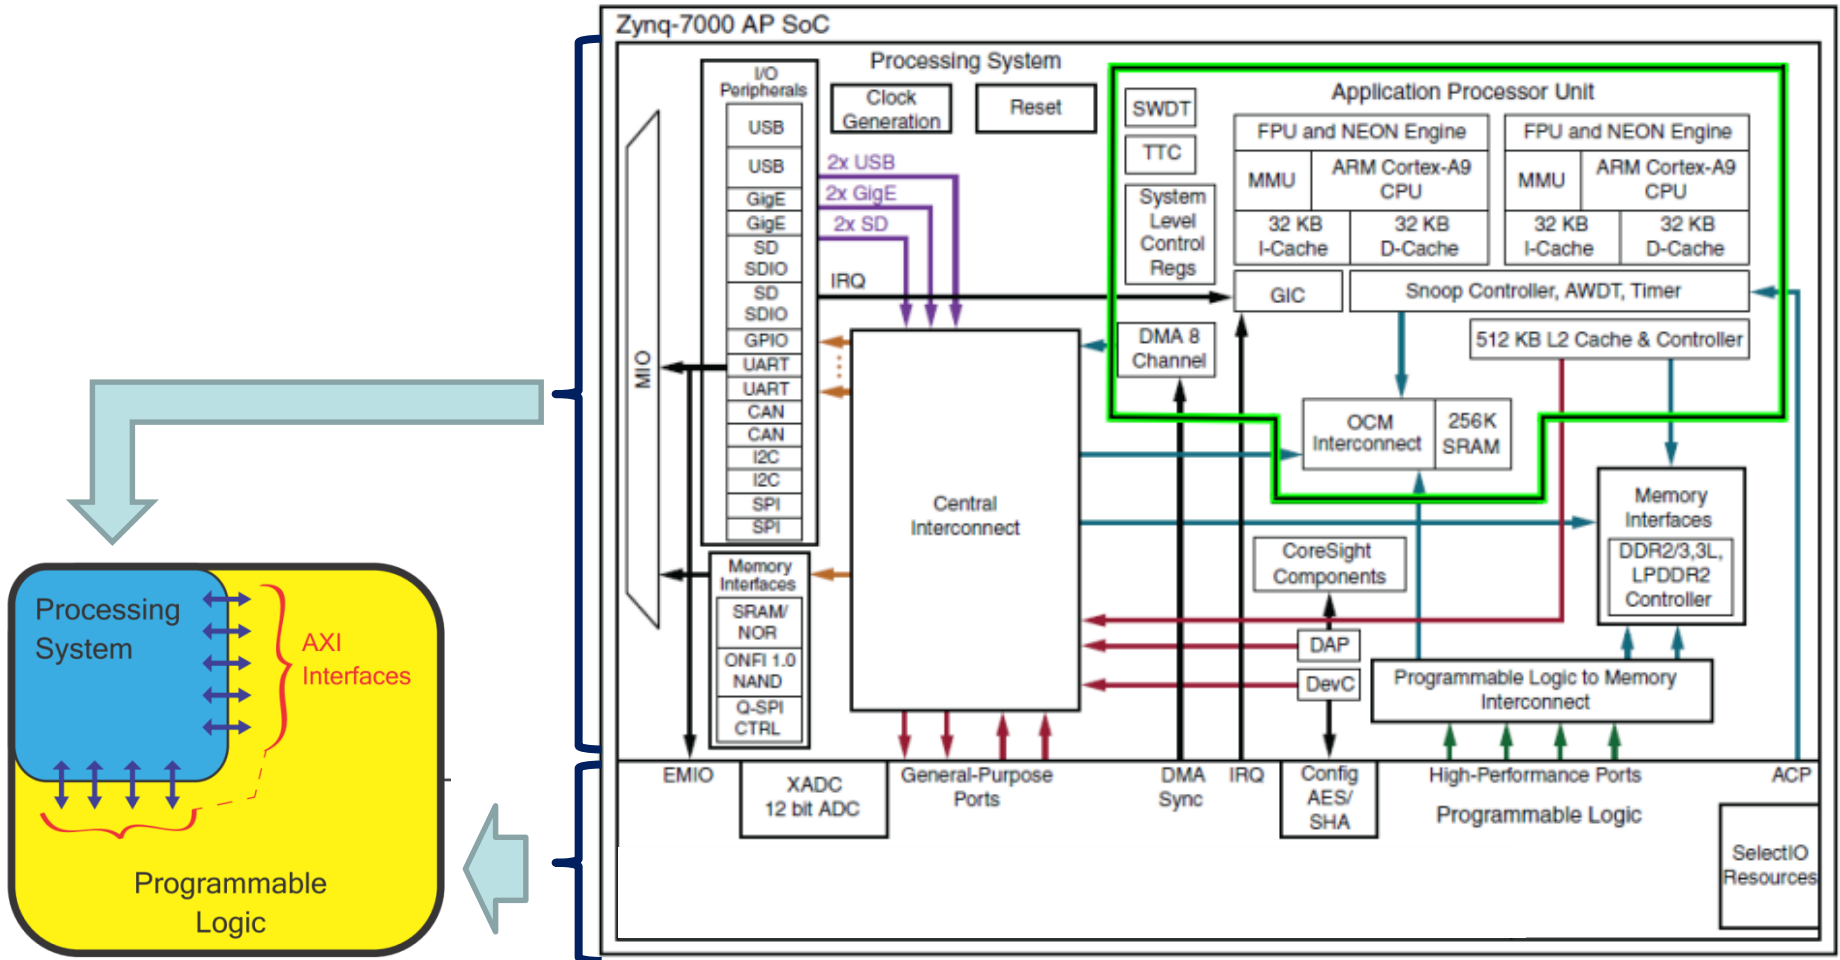 Zynq-7000 AP SoC
Processing System
I/O
Peripherals
USB
USB
GigE
GigE
SD
SDIO
SD
SDIO
GPIO
UART
UART
CAN
CAN
I2C
I2C
SPI
SPI
MIO
Clock
Generation
Reset
2x USB
2x GigE
2x SD
IRQ
Application Processor Unit
SWDT
TTC
System
Level
Control
Regs
FPU and NEON Engine
MMU
ARM Cortex-A9
CPU
32 KB
I-Cache
32 KB
D-Cache
FPU and NEON Engine
MMU
ARM Cortex-A9
CPU
32 KB
I-Cache
32 KB
D-Cache
GIC
Snoop Controller, AWDT, Timer
DMA 8
Channel
512 KB L2 Cache & Controller
OCM
Interconnect
256K
SRAM
Central
Interconnect
Memory
Interfaces
DDR2/3,3L,
LPDDR2
Controller
CoreSight
Components
DAP
DevC
Programmable Logic to Memory
Interconnect
Memory
Interfaces
SRAM/
NOR
ONFI 1.0
NAND
Q-SPI
CTRL
EMIO
XADC
12 bit ADC
General-Purpose
Ports
DMA
Sync
IRQ
Config
AES/
SHA
High-Performance Ports
ACP
Programmable Logic
SelectIO
Resources
Processing
System
AXI
Interfaces
Programmable
Logic